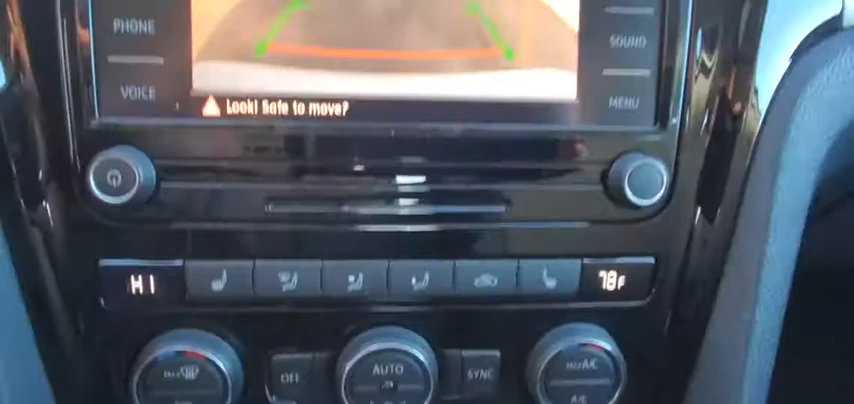 PHONE
SOUND
VOICE
MENU
Look! Safe to move?
HI
78F
OFF
AUTO
SYNC
A/C